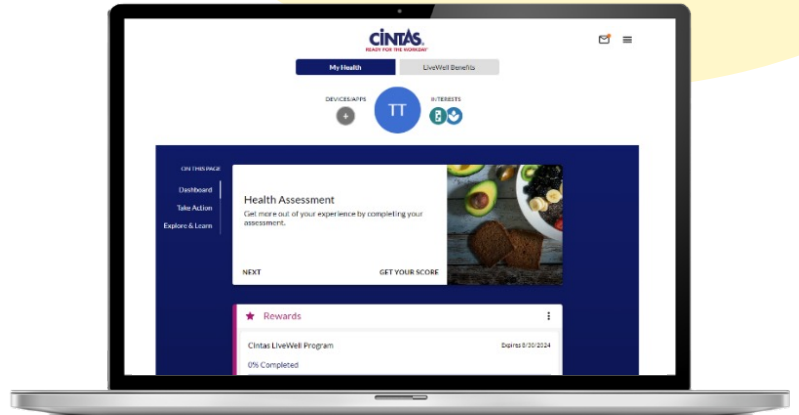 CINTAS.
READY FOR THE WORKDAY
My Health
LiveWell Benefits
DEVICES/APPS
TT
INTERESTS
ON THIS PAGE
Dashboard
Take Action
Explore & Learn
Health Assessment
Get more out of your experience by completing your
assessment.
NEXT
GET YOUR SCORE
Rewards
Cintas LiveWell Program
Expires 8/30/2024
0% Completed